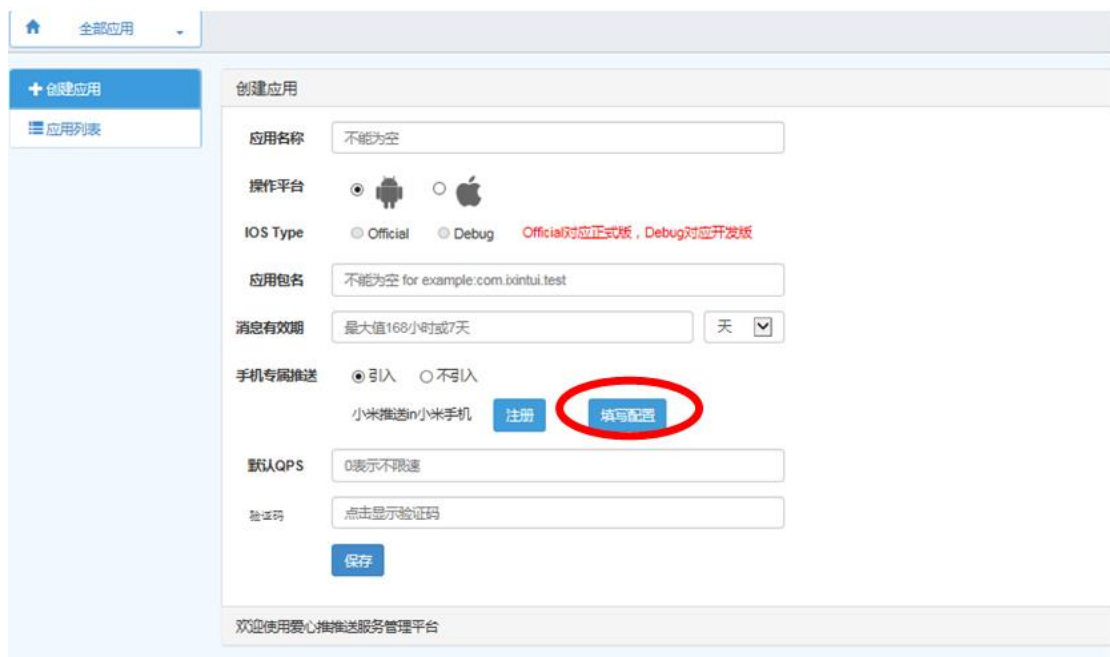 全部应用
创建应用
应用列表
创建应用
应用名称 不能为空
操作平台
IOS Type Official Debug Official对应正式版，Debug对应开发版
应用包名 不能为空 for example:com.ixintui.test
消息有效期 最大值168小时或7天 天
手机专属推送 引入 不引入
小米推送in小米手机 注册 填写配置
默认QPS 0表示不限速
验证码 点击显示验证码
保存
欢迎使用爱心推推送服务管理平台